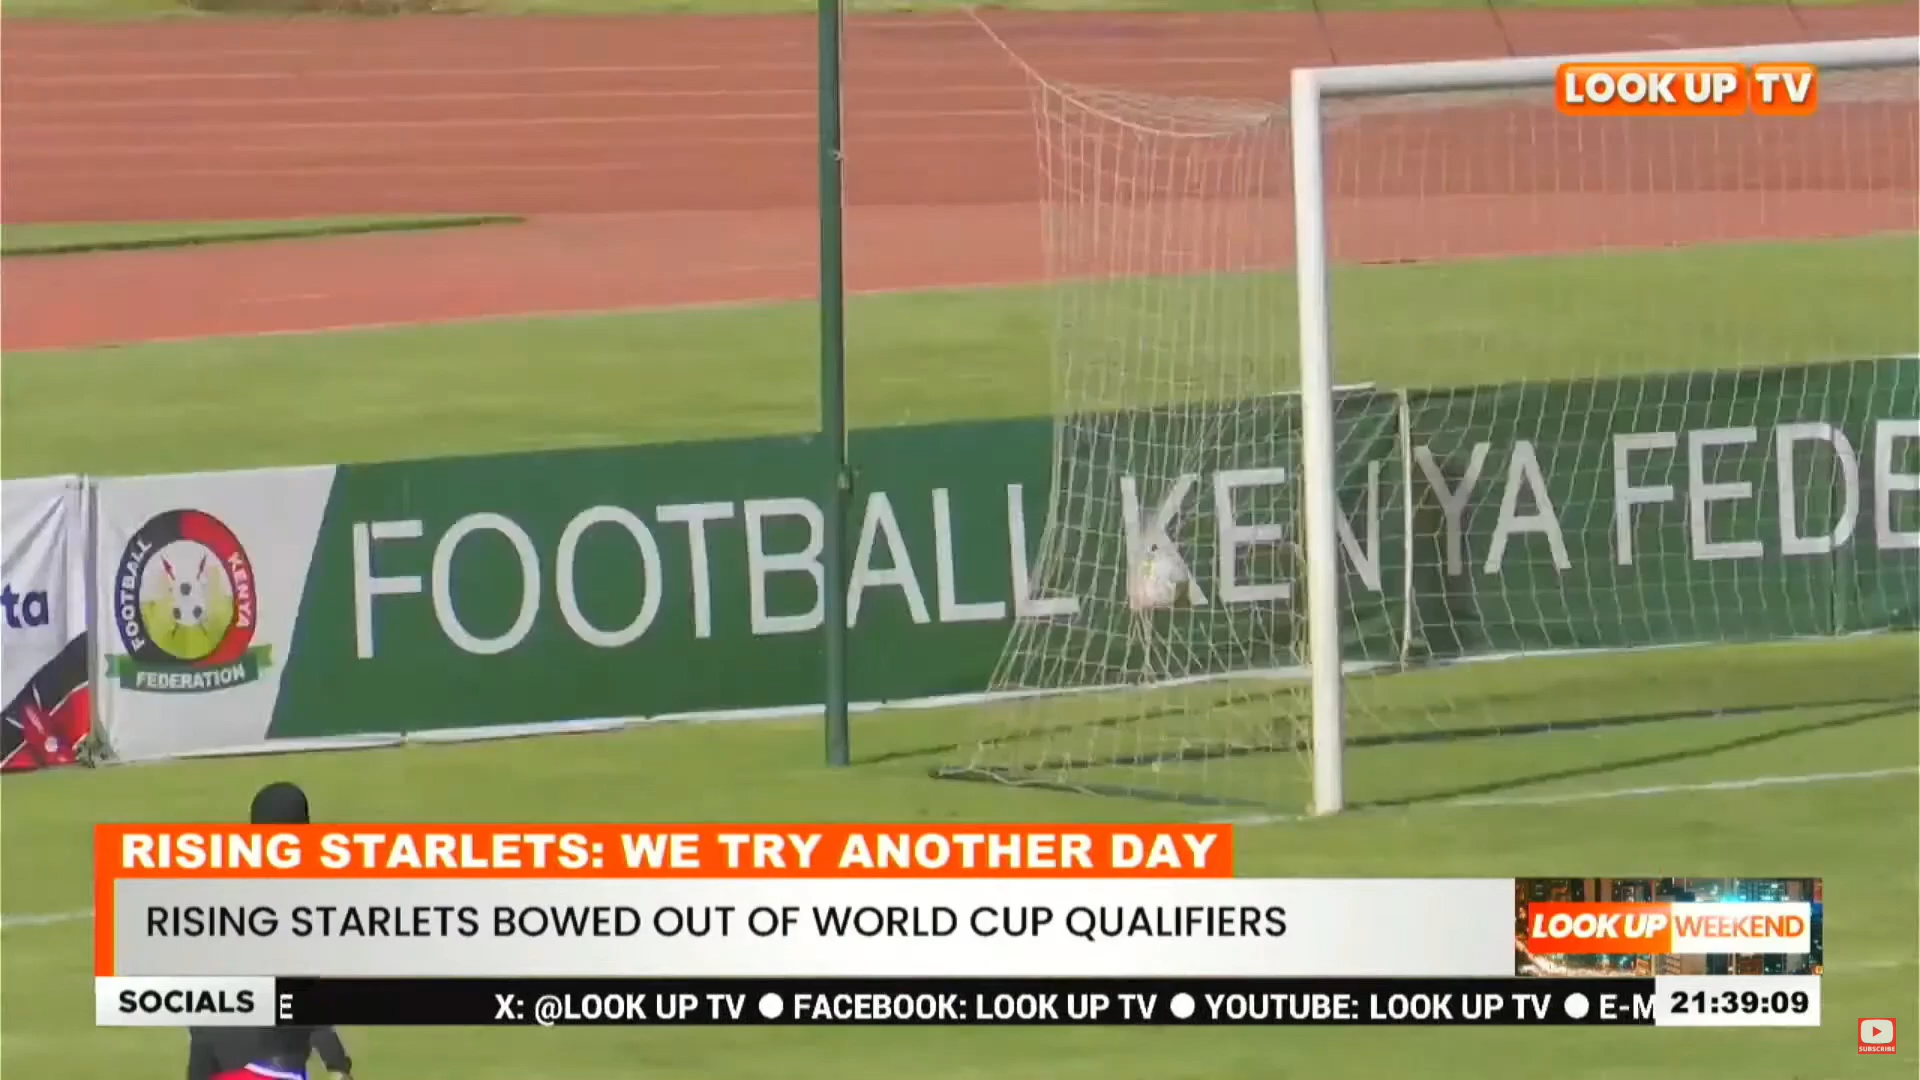 LOOK UP TV
ta
FOOTBALL KENYA
FEDERATION
FOOTBALL KENYA FEDE
RISING STARLETS: WE TRY ANOTHER DAY
RISING STARLETS BOWED OUT OF WORLD CUP QUALIFIERS
LOOK UP WEEKEND
SOCIALS
E X: @LOOK UP TV ● FACEBOOK: LOOK UP TV ● YOUTUBE: LOOK UP TV ● E-M
21:39:09
SUBSCRIBE